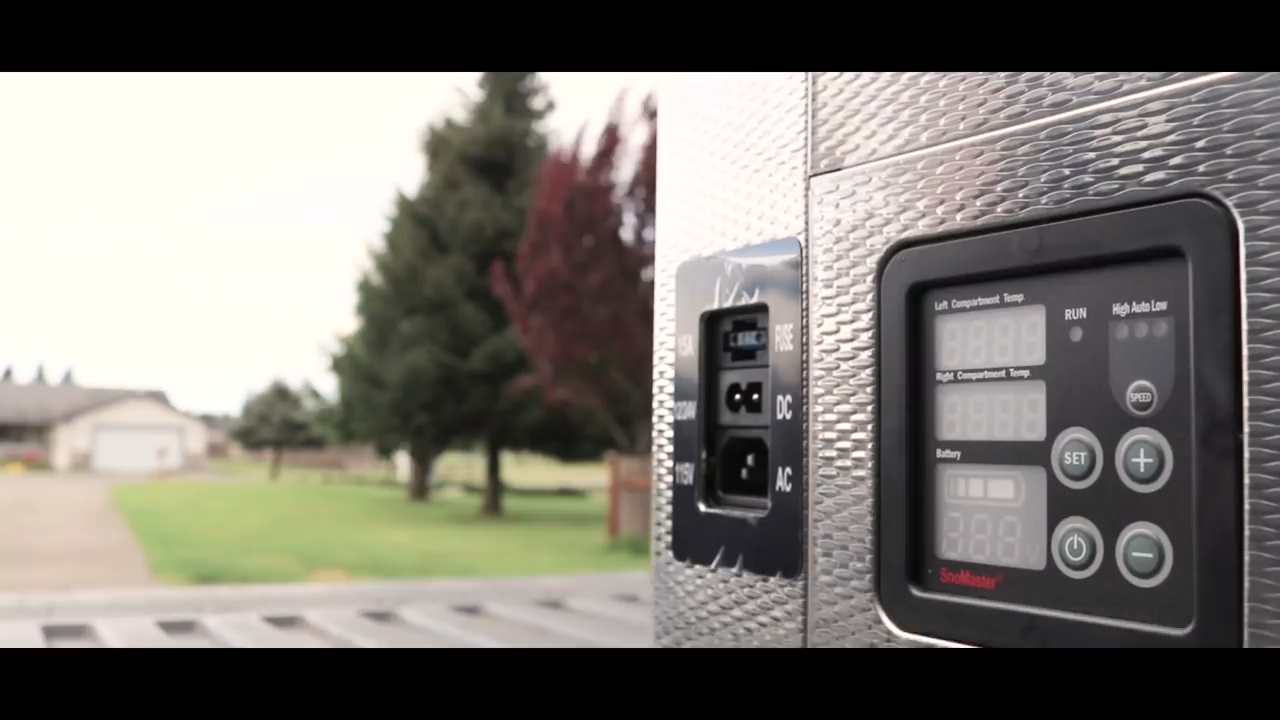 15A
FUSE
12/24V
DC
115V
AC
Left Compartment Temp.
RUN
High Auto Low
Right Compartment Temp.
SPEED
Battery
SET
SnoMaster